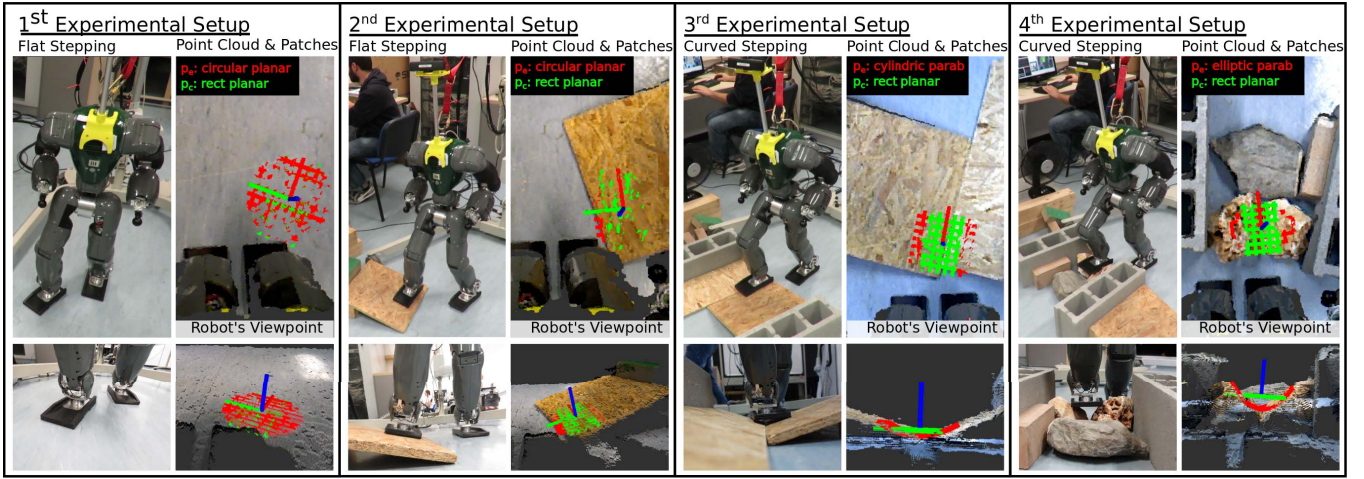 1st Experimental Setup
Flat Stepping
Point Cloud & Patches
pe: circular planar
pc: rect planar
Robot's Viewpoint
2nd Experimental Setup
Flat Stepping
Point Cloud & Patches
pe: circular planar
pc: rect planar
Robot's Viewpoint
3rd Experimental Setup
Curved Stepping
Point Cloud & Patches
pe: cylindric parab
pc: rect planar
Robot's Viewpoint
4th Experimental Setup
Curved Stepping
Point Cloud & Patches
pe: elliptic parab
pc: rect planar
Robot's Viewpoint